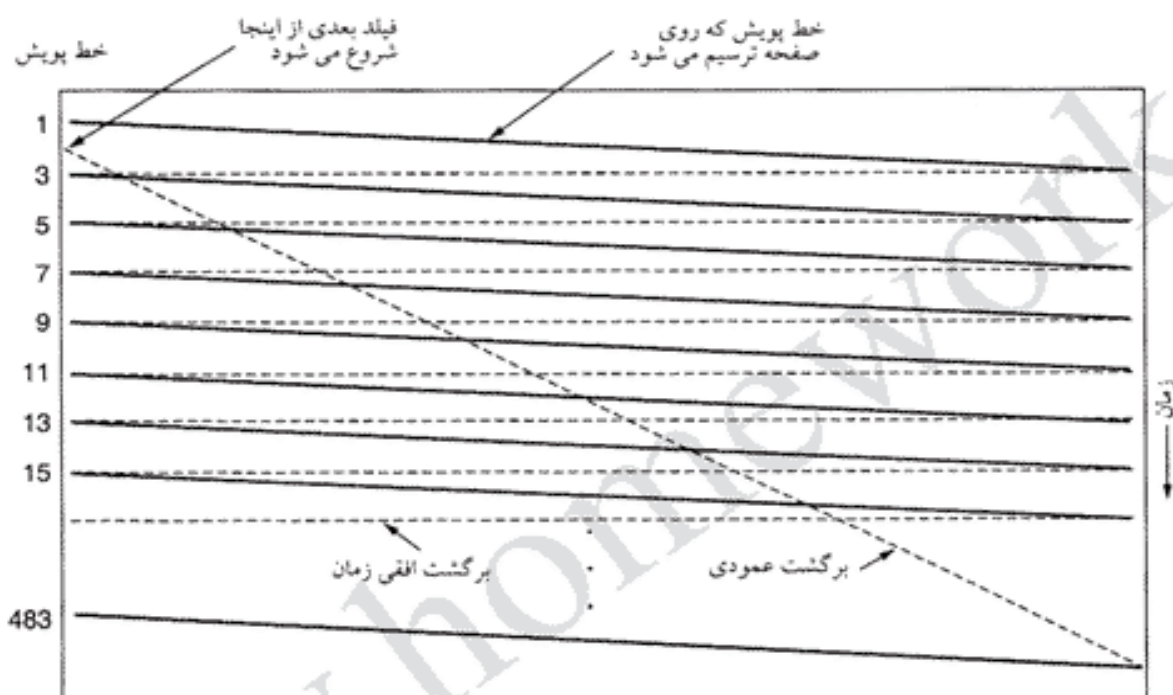 فیلد بعدی از اینجا
شروع می شود
خط پویش که روی
صفحه ترسیم می شود
خط پویش
1
3
5
7
9
11
13
15
زمان
برگشت افقی زمان
برگشت عمودی
483
homework